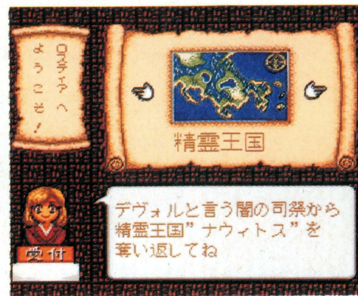 ロスティアへ
ようこそ!
精霊王国
受付
デヴォルと言う闇の司祭から
精霊王国"ナウィトス"を
奪い返してね